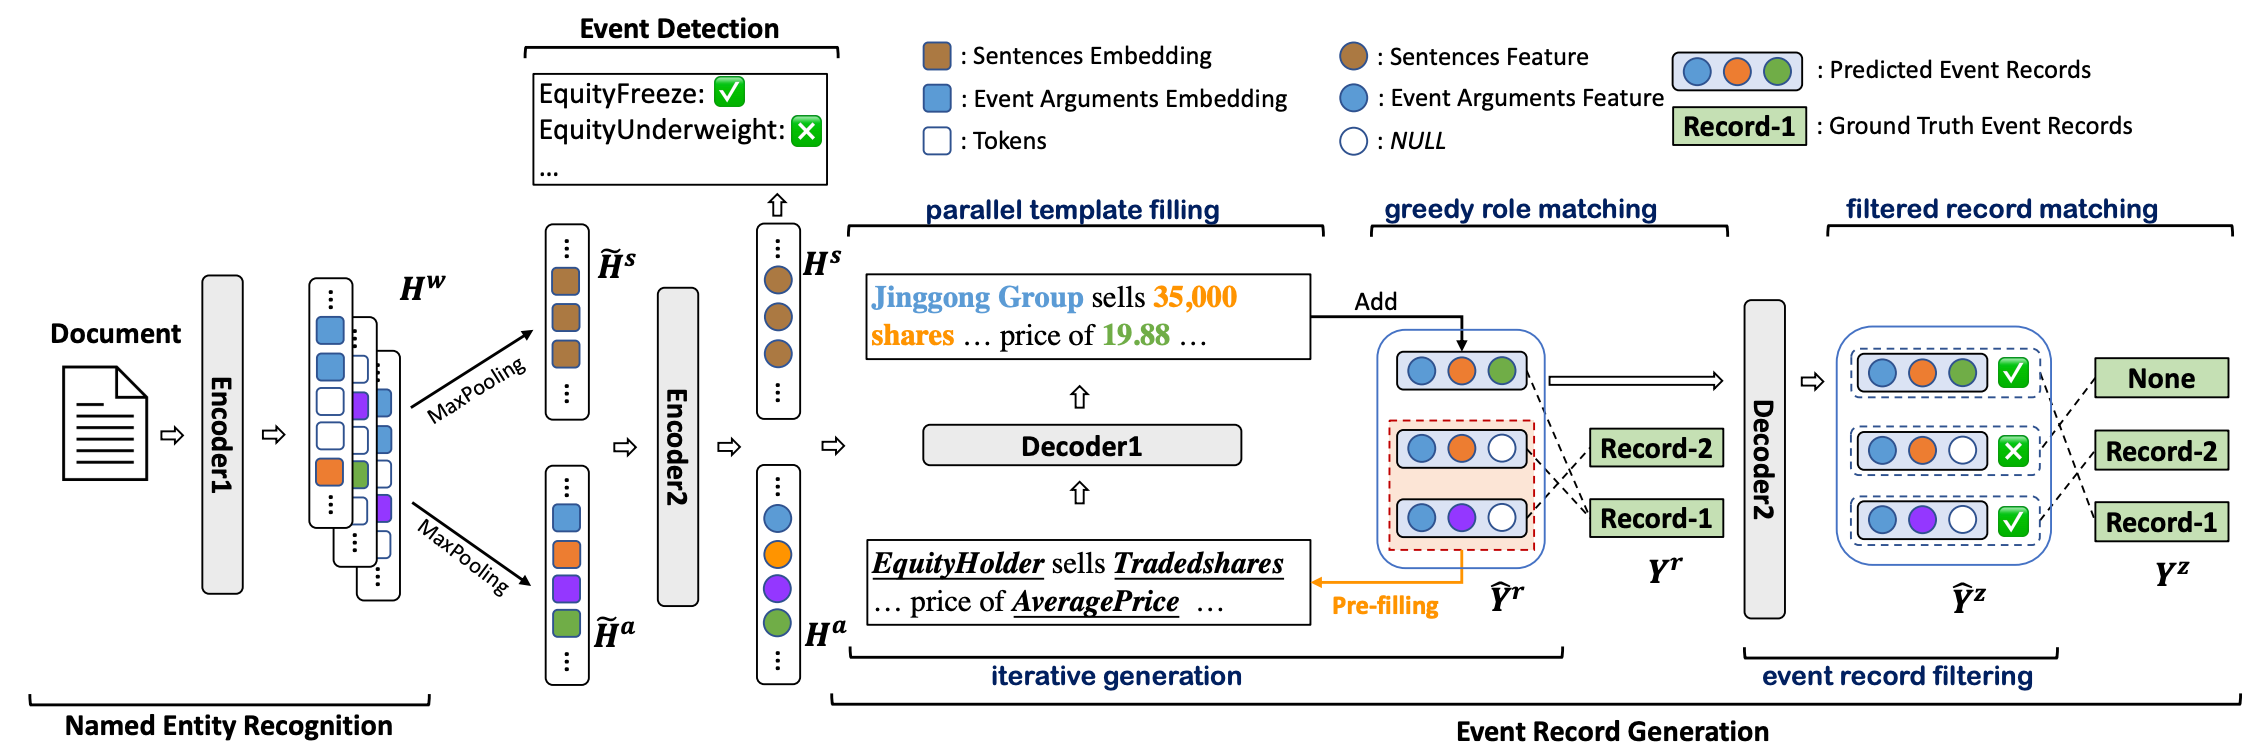 Event Detection
EquityFreeze:
EquityUnderweight:
...
: Sentences Embedding
: Event Arguments Embedding
: Tokens
: Sentences Feature
: Event Arguments Feature
: NULL
: Predicted Event Records
Record-1
: Ground Truth Event Records
parallel template filling
greedy role matching
filtered record matching
Document
Encoder1
H^w
MaxPooling
MaxPooling
H̃^s
H̃^a
Encoder2
H^s
H^a
Jinggong Group sells 35,000
shares … price of 19.88 …
Decoder1
EquityHolder sells Tradedshares
… price of AveragePrice …
Add
Pre-filling
Ŷ^r
Record-2
Record-1
Y^r
Decoder2
Ŷ^z
None
Record-2
Record-1
Y^z
iterative generation
event record filtering
Named Entity Recognition
Event Record Generation